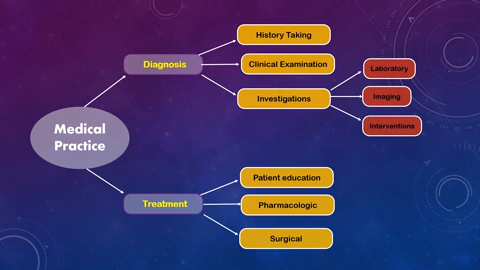 Medical
Practice
Diagnosis
History Taking
Clinical Examination
Investigations
Laboratory
Imaging
Interventions
Treatment
Patient education
Pharmacologic
Surgical